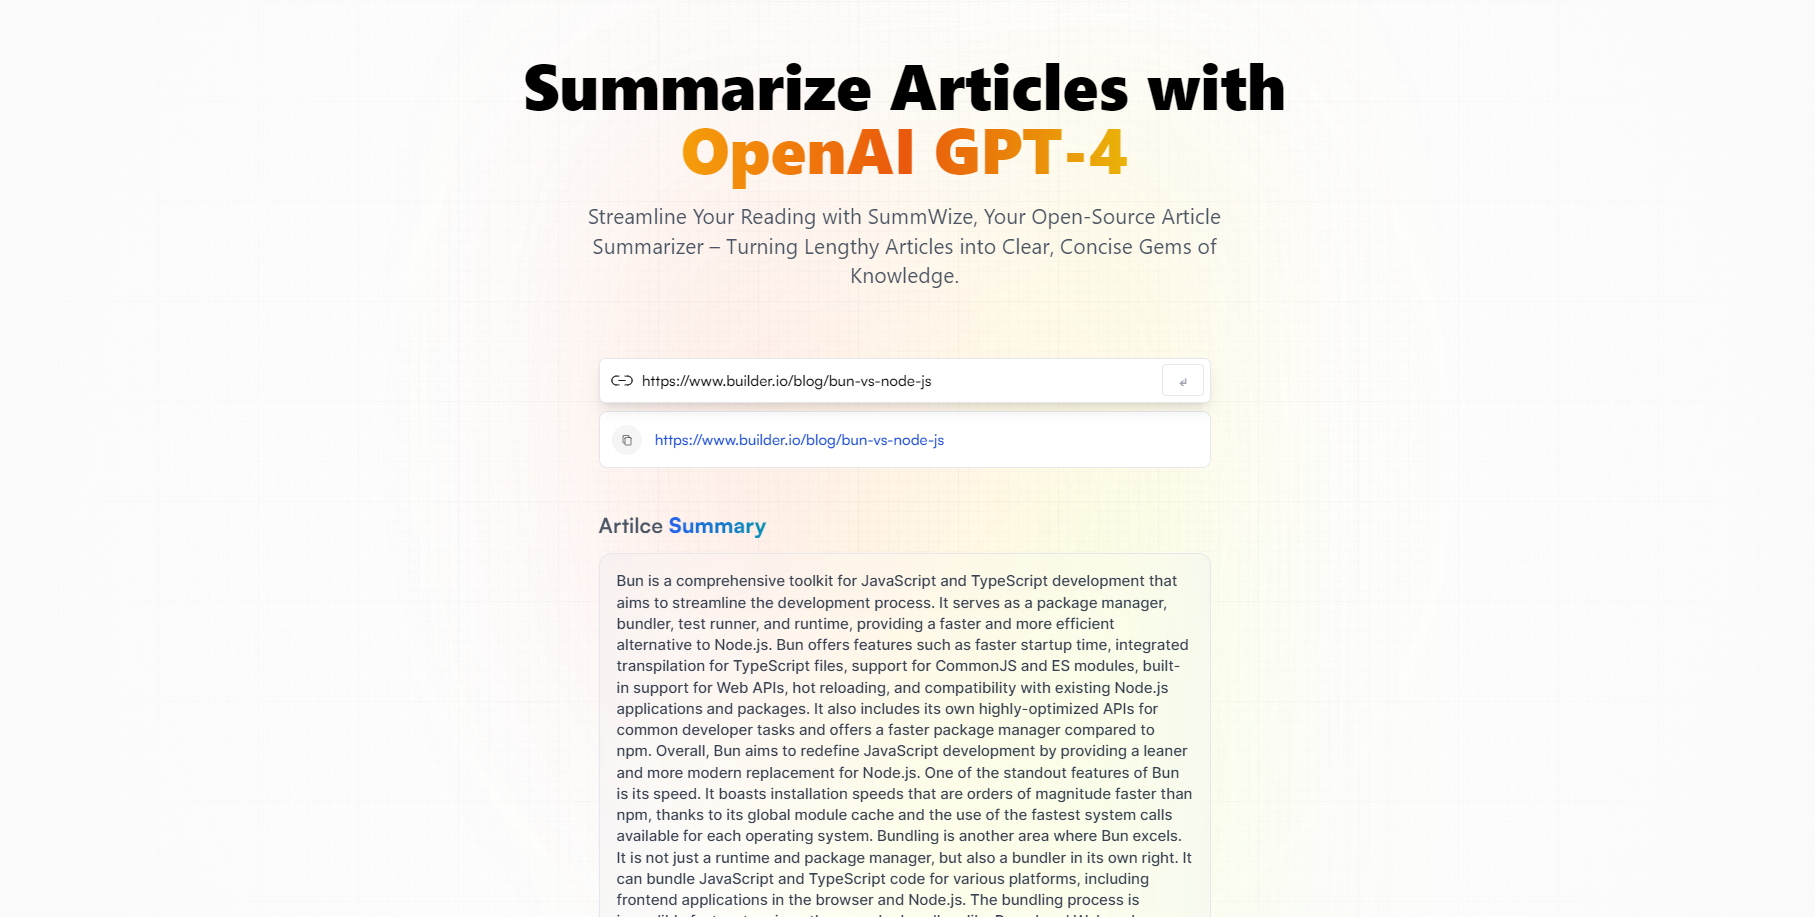 Summarize Articles with
OpenAI GPT-4
Streamline Your Reading with SummWize, Your Open-Source Article
Summarizer – Turning Lengthy Articles into Clear, Concise Gems of
Knowledge.
https://www.builder.io/blog/bun-vs-node-js
https://www.builder.io/blog/bun-vs-node-js
Artilce Summary
Bun is a comprehensive toolkit for JavaScript and TypeScript development that
aims to streamline the development process. It serves as a package manager,
bundler, test runner, and runtime, providing a faster and more efficient
alternative to Node.js. Bun offers features such as faster startup time, integrated
transpilation for TypeScript files, support for CommonJS and ES modules, built-
in support for Web APIs, hot reloading, and compatibility with existing Node.js
applications and packages. It also includes its own highly-optimized APIs for
common developer tasks and offers a faster package manager compared to
npm. Overall, Bun aims to redefine JavaScript development by providing a leaner
and more modern replacement for Node.js. One of the standout features of Bun
is its speed. It boasts installation speeds that are orders of magnitude faster than
npm, thanks to its global module cache and the use of the fastest system calls
available for each operating system. Bundling is another area where Bun excels.
It is not just a runtime and package manager, but also a bundler in its own right. It
can bundle JavaScript and TypeScript code for various platforms, including
frontend applications in the browser and Node.js. The bundling process is